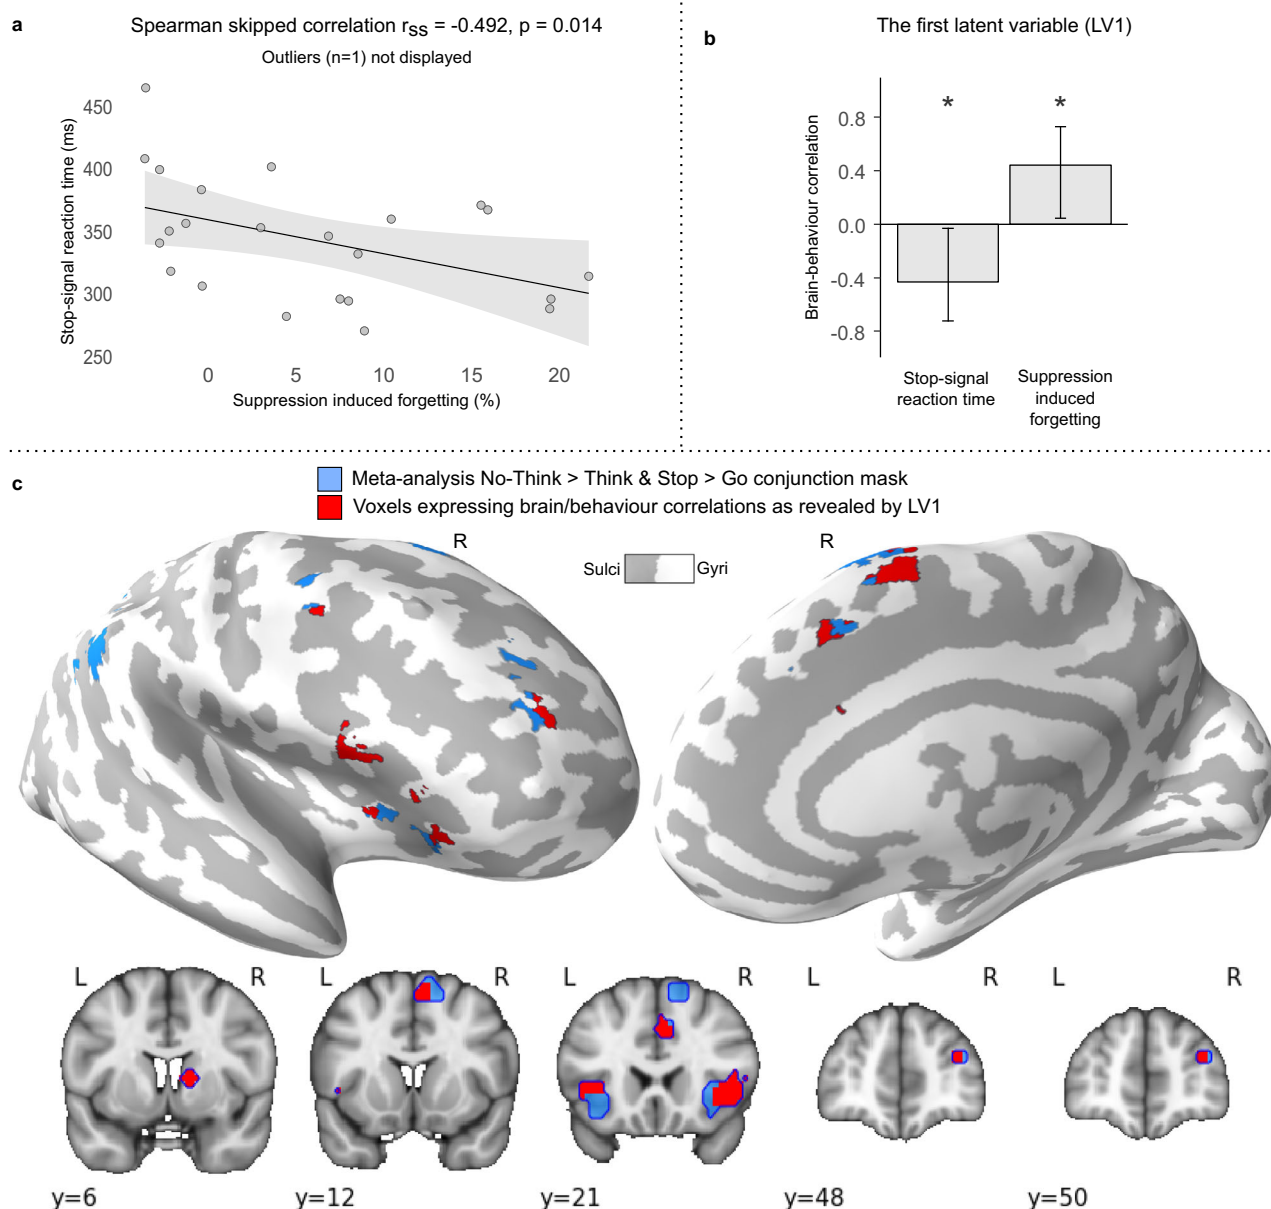 a
Spearman skipped correlation rss = -0.492, p = 0.014
Outliers (n=1) not displayed
Stop-signal reaction time (ms)
450
400
350
300
250
0 5 10 15 20
Suppression induced forgetting (%)
b
The first latent variable (LV1)
Brain-behaviour correlation
0.8
0.4
0.0
-0.4
-0.8
* *
Stop-signal
reaction time
Suppression
induced
forgetting
c
Meta-analysis No-Think > Think & Stop > Go conjunction mask
Voxels expressing brain/behaviour correlations as revealed by LV1
R
Sulci Gyri
R
L R L R L R L R L R
y=6 y=12 y=21 y=48 y=50